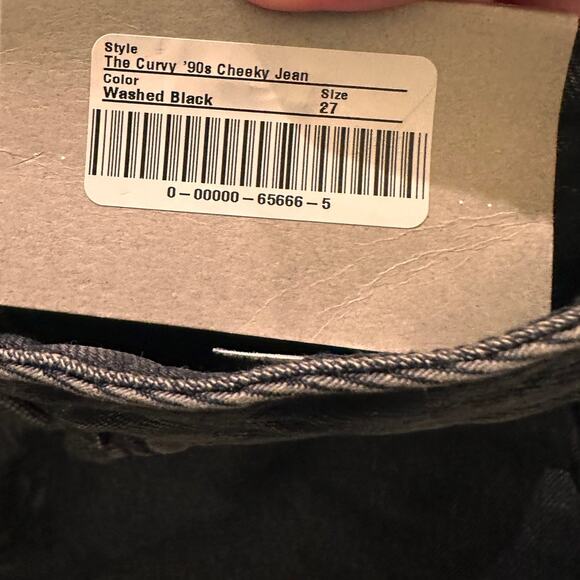 Style
The Curvy '90s Cheeky Jean
Color
Washed Black
Size
27
0-00000-65666-5